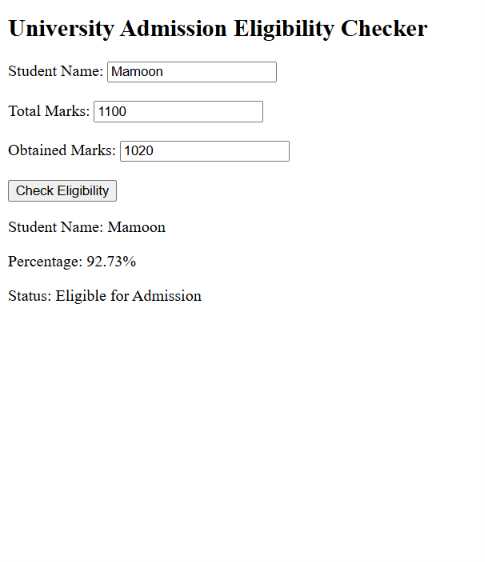 University Admission Eligibility Checker
Student Name: Mamoon
Total Marks: 1100
Obtained Marks: 1020
Check Eligibility
Student Name: Mamoon
Percentage: 92.73%
Status: Eligible for Admission